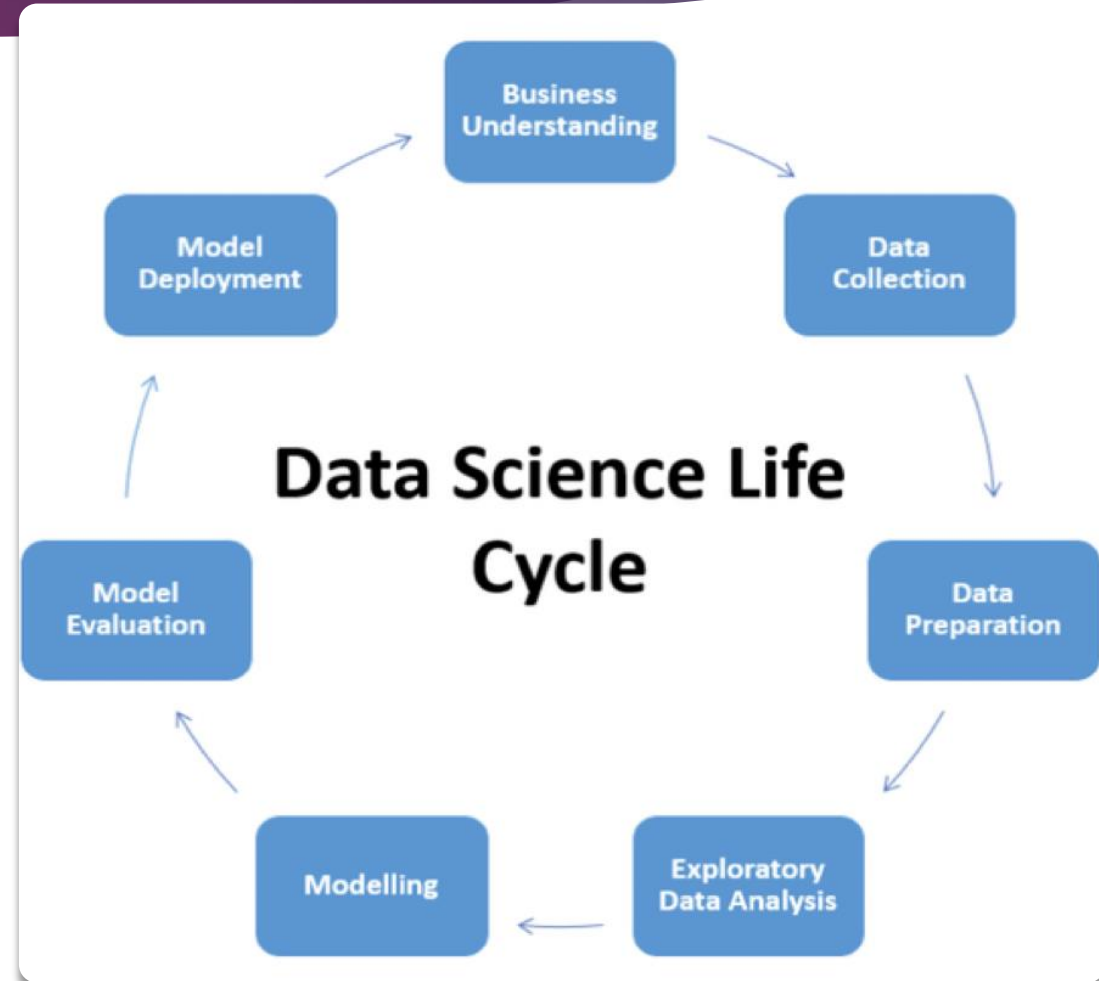 Business
Understanding
Data
Collection
Data
Preparation
Exploratory
Data Analysis
Modelling
Model
Evaluation
Model
Deployment
Data Science Life
Cycle